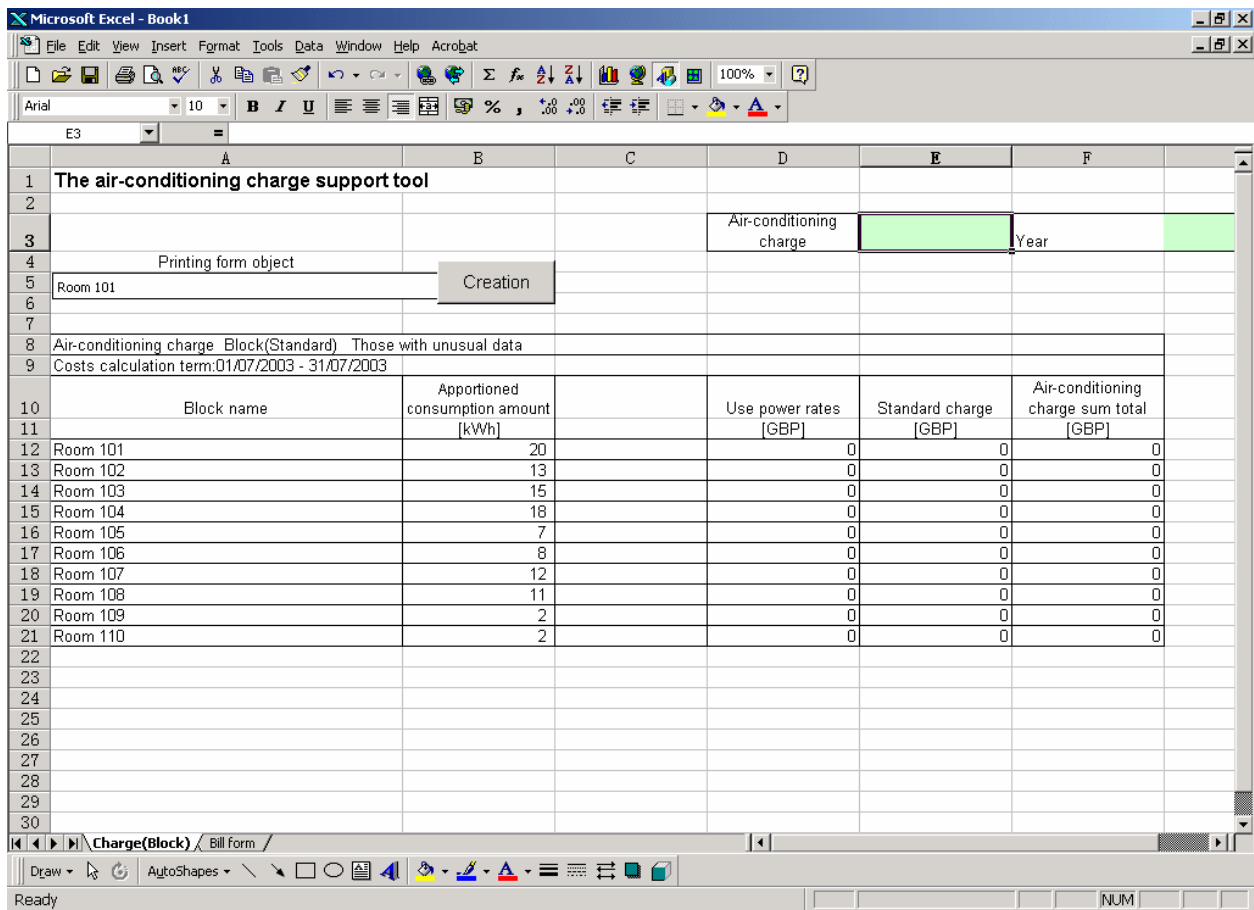 Microsoft Excel - Book1
File Edit View Insert Format Tools Data Window Help Acrobat
100%
Arial 10 B I U % ,
E3 =
A B C D E F
1 The air-conditioning charge support tool
2
Air-conditioning
3 charge Year
4 Printing form object
5 Room 101 Creation
6
7
8 Air-conditioning charge Block(Standard) Those with unusual data
9 Costs calculation term:01/07/2003 - 31/07/2003
Apportioned Air-conditioning
10 Block name consumption amount Use power rates Standard charge charge sum total
11 [kWh] [GBP] [GBP] [GBP]
12 Room 101 20 0 0 0
13 Room 102 13 0 0 0
14 Room 103 15 0 0 0
15 Room 104 18 0 0 0
16 Room 105 7 0 0 0
17 Room 106 8 0 0 0
18 Room 107 12 0 0 0
19 Room 108 11 0 0 0
20 Room 109 2 0 0 0
21 Room 110 2 0 0 0
22
23
24
25
26
27
28
29
30
Charge(Block) Bill form
Draw AutoShapes
Ready NUM